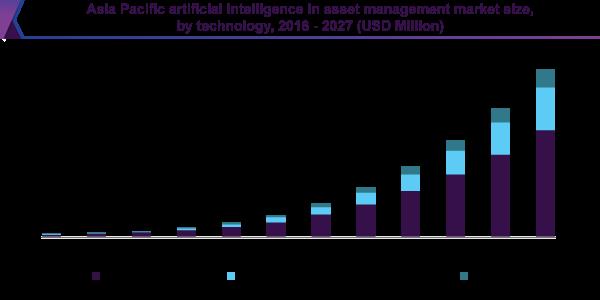 Asia Pacific artificial intelligence in asset management market size,
by technology, 2016 - 2027 (USD Million)